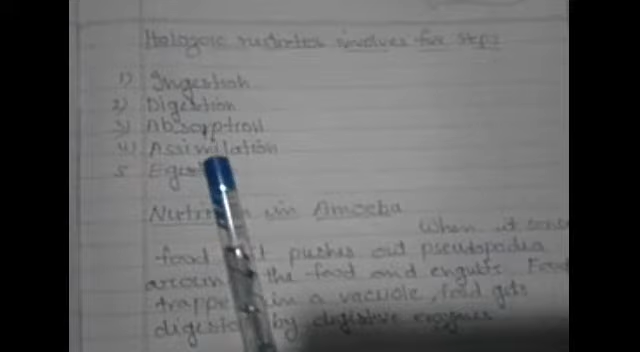 Holozoic nutrition involves five steps
1) Ingestion
2) Digestion
3) Absorption
4) Assimilation
5 Eges
Nutrition in Amoeba
When it
food it pushes out pseudopodia
around the food and engulfs. Food
trapped in a vacuole, food gets
digested by digestive enzymes